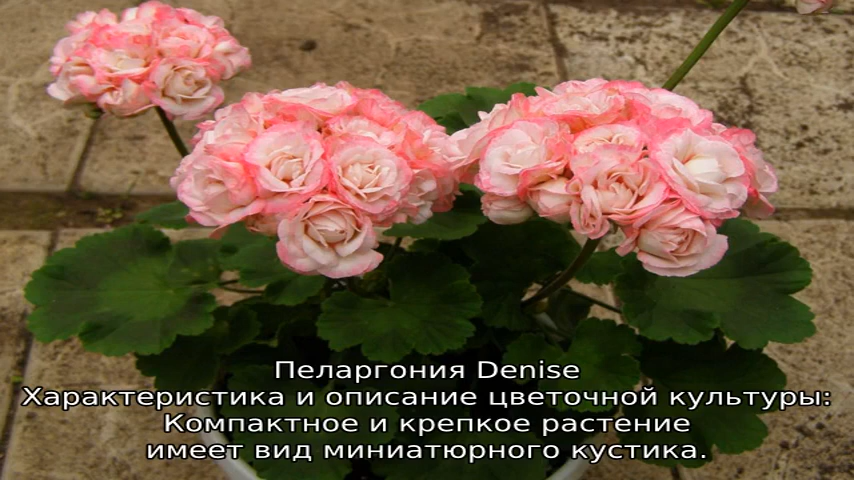 Пеларгония Denise
Характеристика и описание цветочной культуры:
Компактное и крепкое растение
имеет вид миниатюрного кустика.